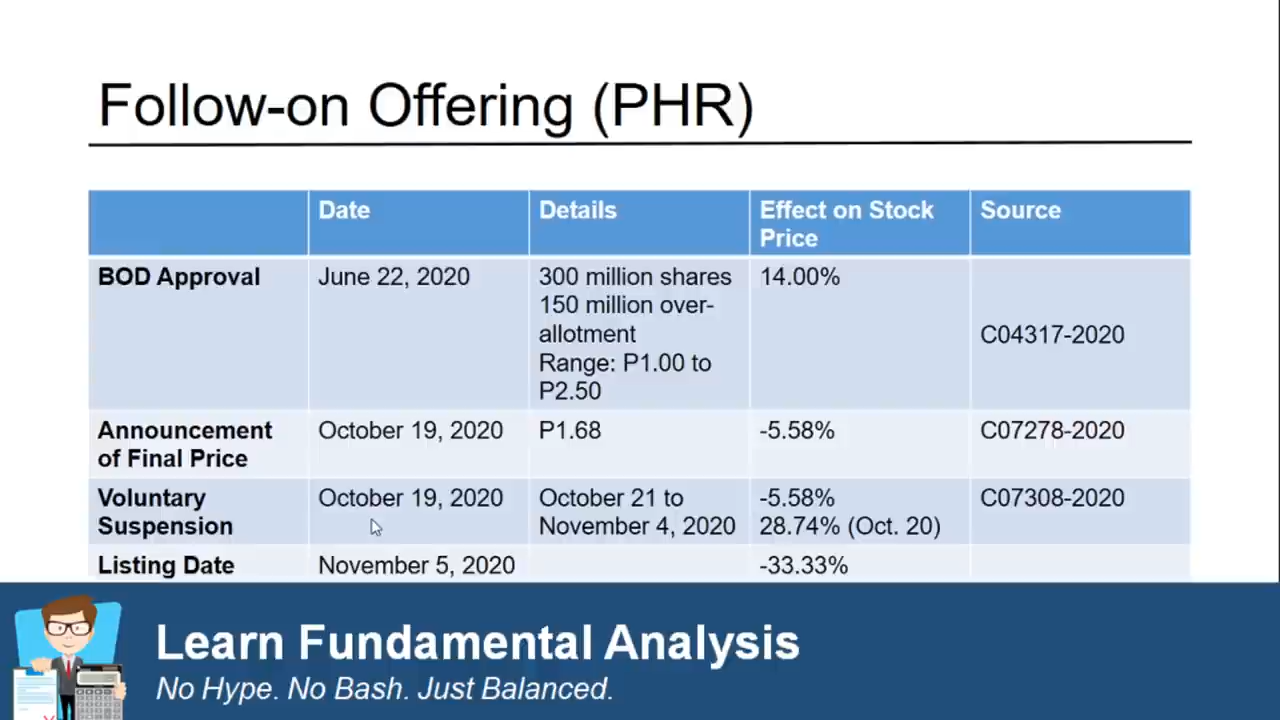 Follow-on Offering (PHR)
Date
Details
Effect on Stock
Price
Source
BOD Approval
June 22, 2020
300 million shares
150 million over-
allotment
Range: P1.00 to
P2.50
14.00%
C04317-2020
Announcement
of Final Price
October 19, 2020
P1.68
-5.58%
C07278-2020
Voluntary
Suspension
October 19, 2020
October 21 to
November 4, 2020
-5.58%
28.74% (Oct. 20)
C07308-2020
Listing Date
November 5, 2020
-33.33%
Learn Fundamental Analysis
No Hype. No Bash. Just Balanced.